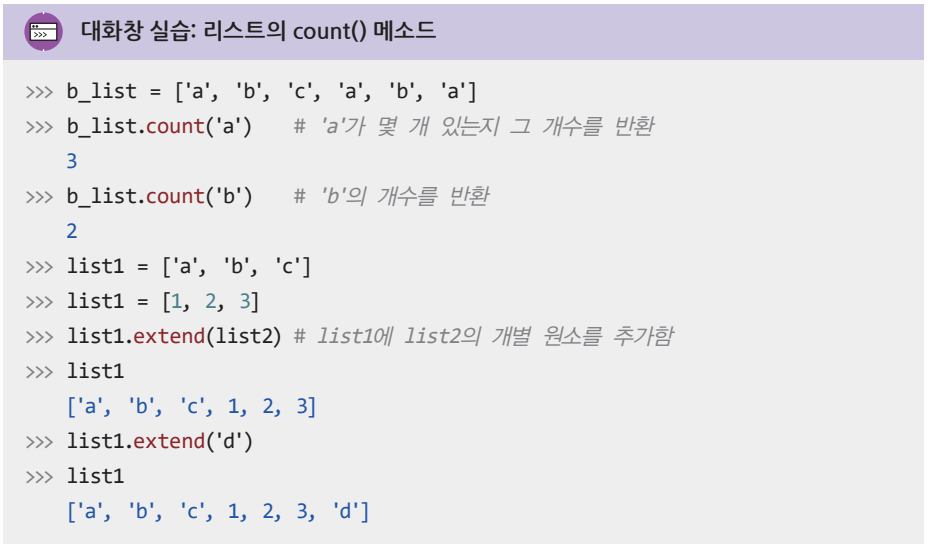 대화창 실습: 리스트의 count() 메소드
>>> b_list = ['a', 'b', 'c', 'a', 'b', 'a']
>>> b_list.count('a')   # 'a'가 몇 개 있는지 그 개수를 반환
3
>>> b_list.count('b')   # 'b'의 개수를 반환
2
>>> list1 = ['a', 'b', 'c']
>>> list1 = [1, 2, 3]
>>> list1.extend(list2) # list1에 list2의 개별 원소를 추가함
>>> list1
['a', 'b', 'c', 1, 2, 3]
>>> list1.extend('d')
>>> list1
['a', 'b', 'c', 1, 2, 3, 'd']